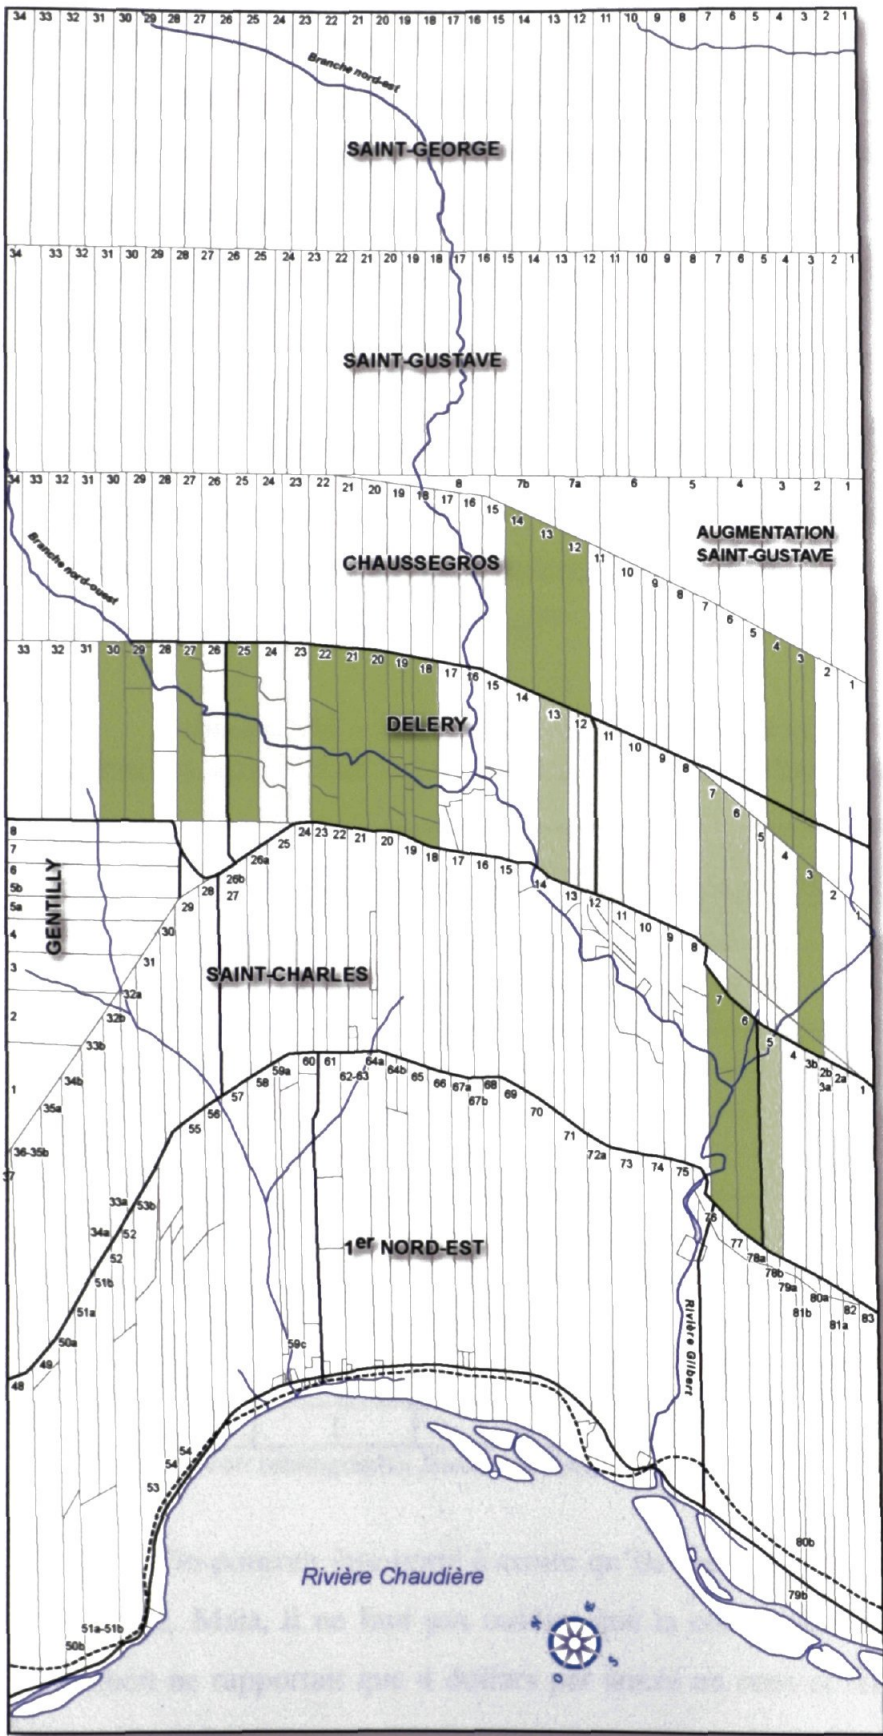 34 33 32 31 30 29 28 27 26 25 24 23 22 21 20 19 18 17 16 15 14 13 12 11 10 9 8 7 6 5 4 3 2 1
Branche nord-est
SAINT-GEORGE
34 33 32 31 30 29 28 27 26 25 24 23 22 21 20 19 18 17 16 15 14 13 12 11 10 9 8 7 6 5 4 3 2 1
SAINT-GUSTAVE
34 33 32 31 30 29 28 27 26 25 24 23 22 21 20 19 18 17 16 15 14 13 12 11 10 9 8 7 6 5 4 3 2 1
8 7b 7a 6 5 4 3 2 1
AUGMENTATION
SAINT-GUSTAVE
CHAUSSEGROS
Branche nord-ouest
33 32 31 30 29 28 27 26 25 24 23 22 21 20 19 18 17 16 15 14 13 12 11 10 9 8 7 6 5 4 3 2 1
DELERY
8
7
6
5b
5a
4
3
2
1
GENTILLY
37 36-35b 35a 34b 33b 32b 32a 31 30 29 28 27 26b 26a 25 24 23 22 21 20 19 18 17 16 15 14 13 12 11 10 9 8 7 6 5 4 3b 3a 2b 2a 1
SAINT-CHARLES
48 49 50a 51a 51b 52 34a 52 33a 53b 55 56 57 58 59a 60 61 62-63 64a 64b 65 66 67a 67b 68 69 70 71 72a 73 74 75 76 77 78a 78b 79a 81b 80a 81a 82 83
1er NORD-EST
Rivière Gilbert
59c
54
54
53
51a-51b
50b
80b
79b
Rivière Chaudière